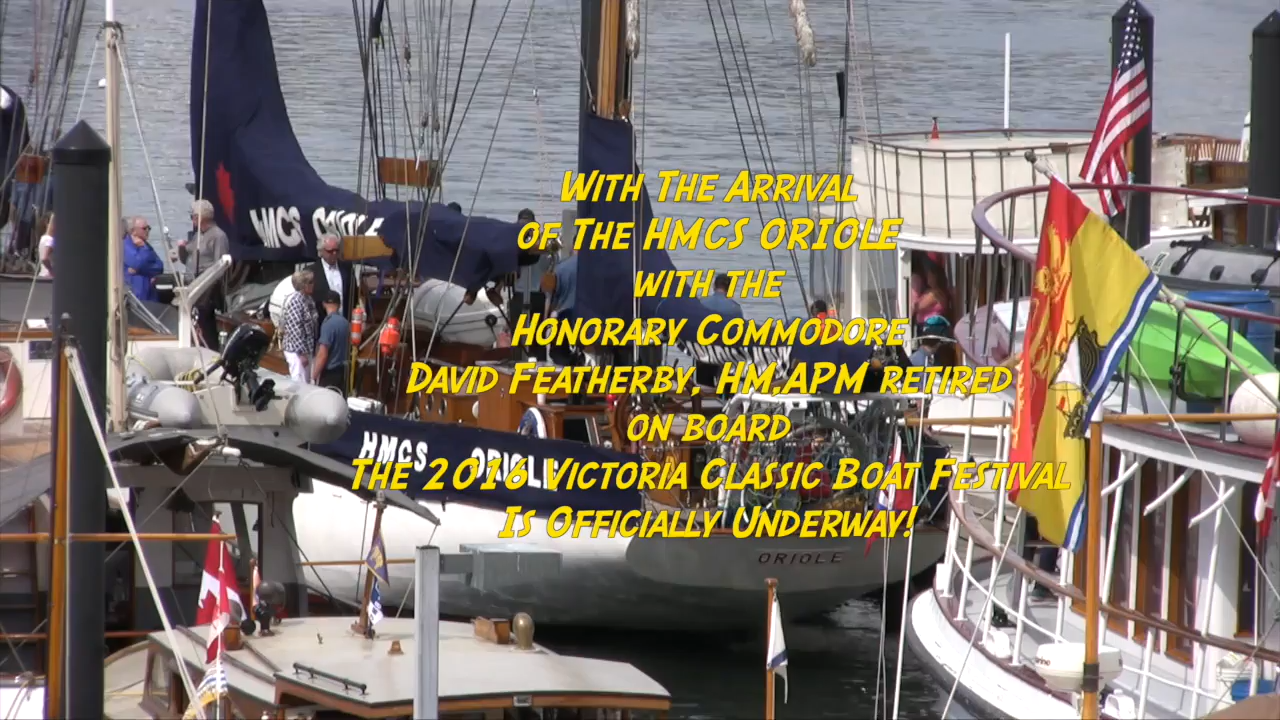 With The Arrival
of The HMCS ORIOLE
with the
Honorary Commodore
David Featherby, HM,APM retired
on board
The 2016 Victoria Classic Boat Festival
Is Officially Underway!
HMCS ORIOLE
HMCS ORIOLE
ORIOLE